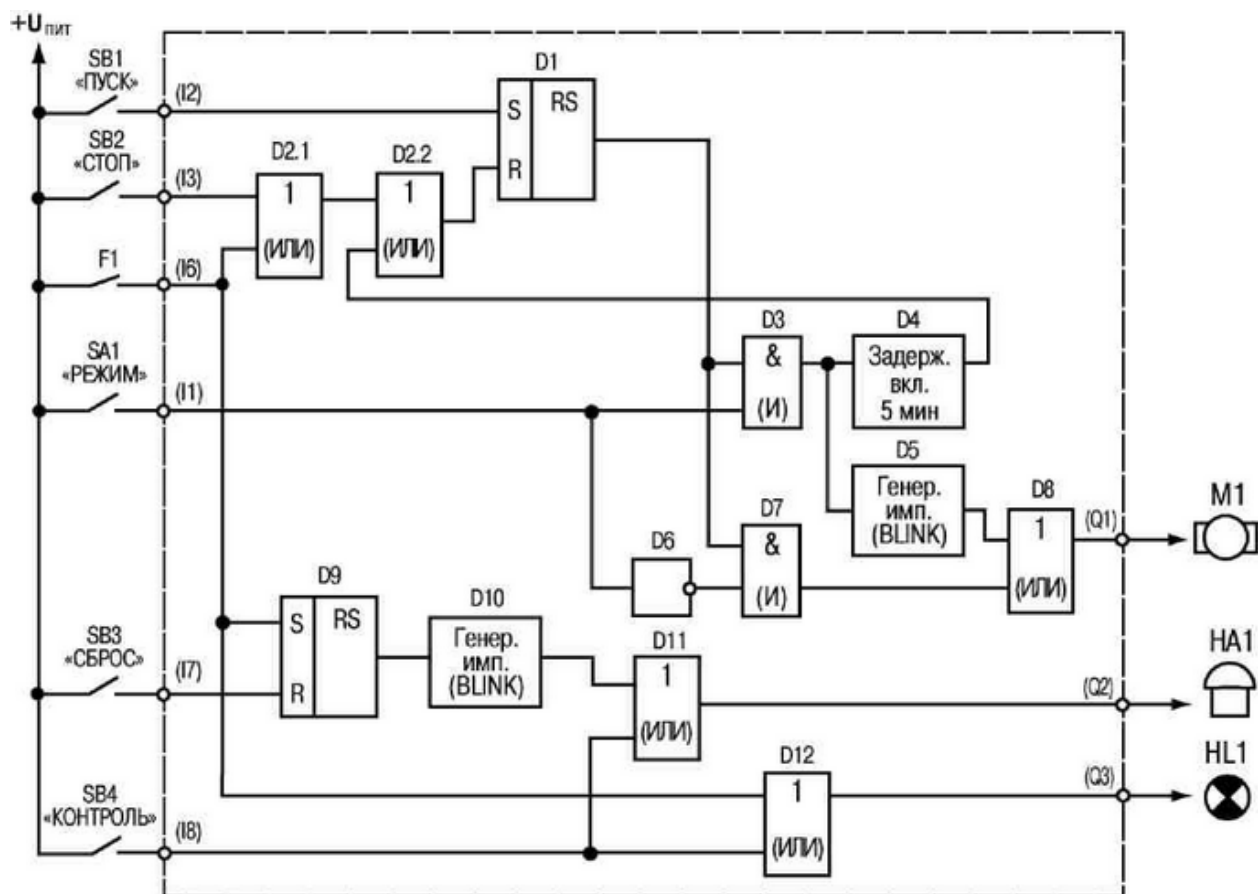 +Uпит
SB1
«ПУСК»
(I2)
D1
S
RS
R
SB2
«СТОП»
(I3)
D2.1
1
(ИЛИ)
D2.2
1
(ИЛИ)
F1
(I6)
SA1
«РЕЖИМ»
(I1)
D3
&
(И)
D4
Задерж.
вкл.
5 мин
D5
Генер.
имп.
(BLINK)
D6
D7
&
(И)
D8
1
(ИЛИ)
(Q1)
M1
D9
S
RS
R
SB3
«СБРОС»
(I7)
D10
Генер.
имп.
(BLINK)
D11
1
(ИЛИ)
(Q2)
HA1
SB4
«КОНТРОЛЬ»
(I8)
D12
1
(ИЛИ)
(Q3)
HL1